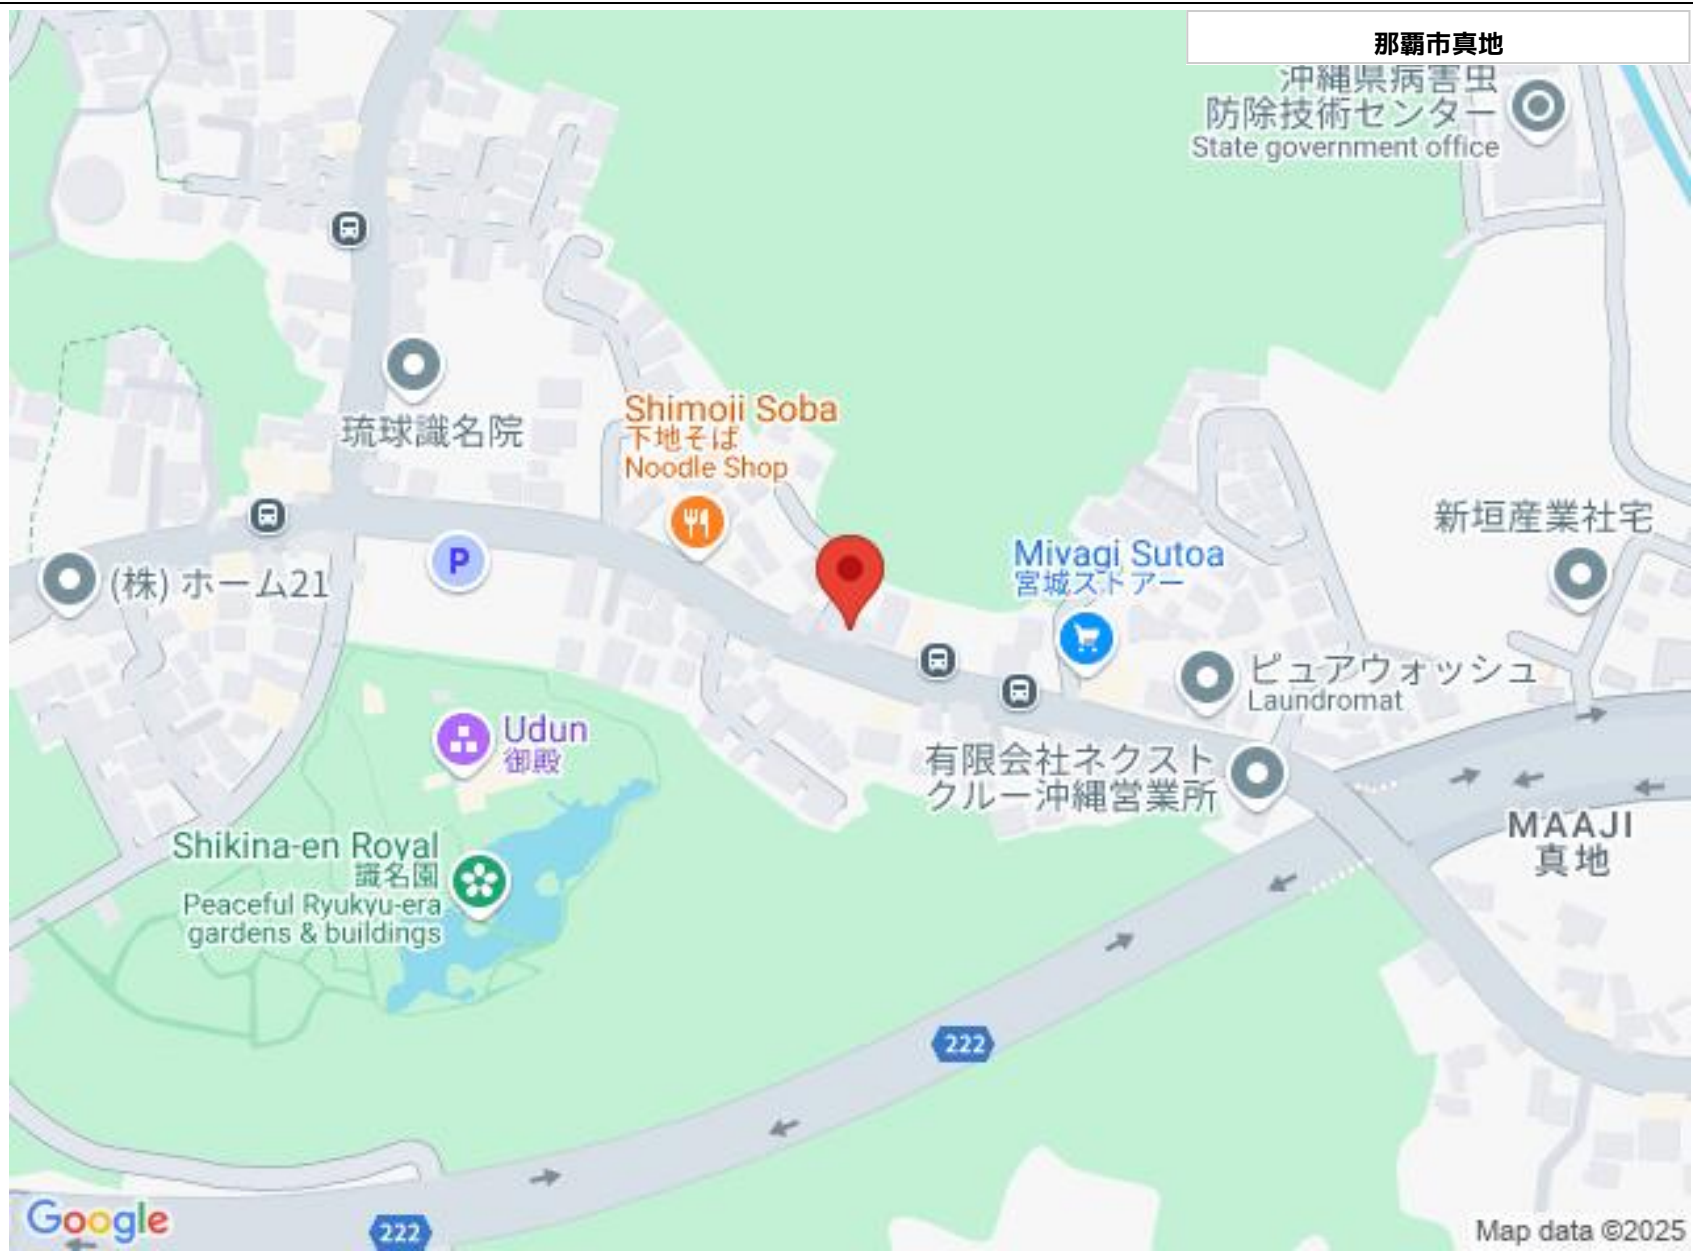 那覇市真地
沖縄県病害虫
防除技術センター
State government office
琉球識名院
Shimoji Soba
下地そば
Noodle Shop
新垣産業社宅
P
(株) ホーム21
Miyagi Sutoa
宮城ストアー
ピュアウォッシュ
Laundromat
Udun
御殿
有限会社ネクスト
クルー沖縄営業所
MAAJI
真地
Shikina-en Royal
識名園
Peaceful Ryukyu-era
gardens & buildings
222
222
Google
Map data ©2025